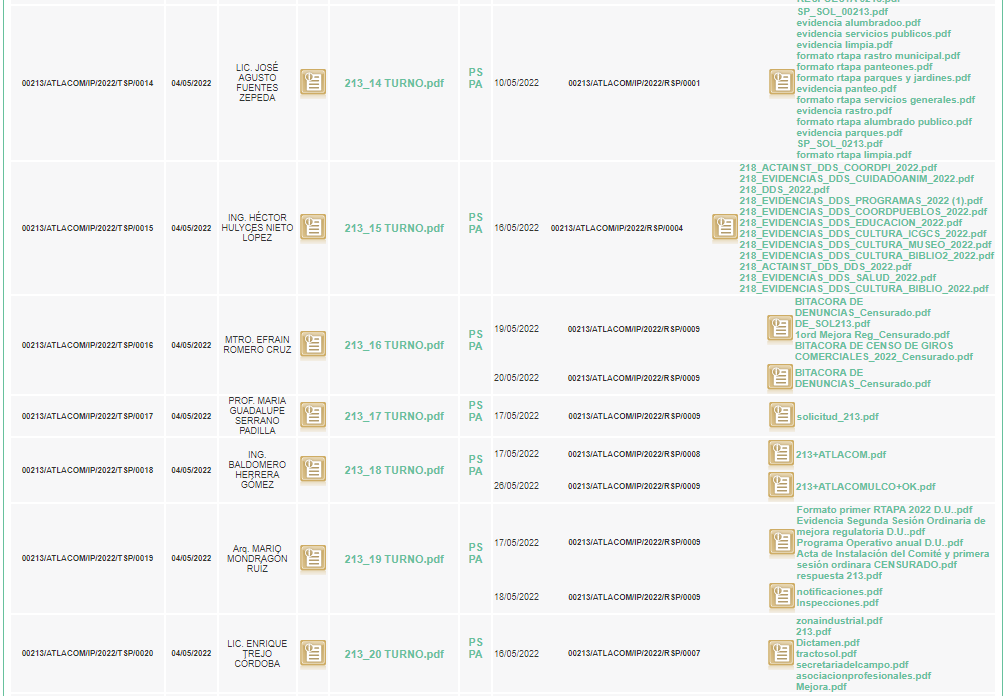 SP_SOL_00213.pdf
evidencia alumbradoo.pdf
evidencia servicios publicos.pdf
evidencia limpia.pdf
formato rtapa rastro municipal.pdf
formato rtapa panteones.pdf
formato rtapa parques y jardines.pdf
evidencia panteo.pdf
formato rtapa servicios generales.pdf
evidencia rastro.pdf
formato rtapa alumbrado publico.pdf
evidencia parques.pdf
SP_SOL_0213.pdf
formato rtapa limpia.pdf
00213/ATLACOM/IP/2022/TSP/0014
04/05/2022
LIC. JOSÉ
AGUSTO
FUENTES
ZEPEDA
213_14 TURNO.pdf
PS
PA
10/05/2022
00213/ATLACOM/IP/2022/RSP/0001
218_ACTAINST_DDS_COORDPI_2022.pdf
218_EVIDENCIAS_DDS_CUIDADOANIM_2022.pdf
218_DDS_2022.pdf
218_EVIDENCIAS_DDS_PROGRAMAS_2022 (1).pdf
218_EVIDENCIAS_DDS_COORDPUEBLOS_2022.pdf
218_EVIDENCIAS_DDS_EDUCACION_2022.pdf
218_EVIDENCIAS_DDS_CULTURA_ICGCS_2022.pdf
218_EVIDENCIAS_DDS_CULTURA_MUSEO_2022.pdf
218_EVIDENCIAS_DDS_CULTURA_BIBLIO2_2022.pdf
218_ACTAINST_DDS_DDS_2022.pdf
218_EVIDENCIAS_DDS_SALUD_2022.pdf
218_EVIDENCIAS_DDS_CULTURA_BIBLIO_2022.pdf
00213/ATLACOM/IP/2022/TSP/0015
04/05/2022
ING. HÉCTOR
HULYCES NIETO
LÓPEZ
213_15 TURNO.pdf
PS
PA
16/05/2022
00213/ATLACOM/IP/2022/RSP/0004
00213/ATLACOM/IP/2022/TSP/0016
04/05/2022
MTRO. EFRAIN
ROMERO CRUZ
213_16 TURNO.pdf
PS
PA
19/05/2022
00213/ATLACOM/IP/2022/RSP/0009
BITACORA DE
DENUNCIAS_Censurado.pdf
DE_SOL213.pdf
1ord Mejora Reg_Censurado.pdf
BITACORA DE CENSO DE GIROS
COMERCIALES_2022_Censurado.pdf
20/05/2022
00213/ATLACOM/IP/2022/RSP/0009
BITACORA DE
DENUNCIAS_Censurado.pdf
00213/ATLACOM/IP/2022/TSP/0017
04/05/2022
PROF. MARIA
GUADALUPE
SERRANO
PADILLA
213_17 TURNO.pdf
PS
PA
17/05/2022
00213/ATLACOM/IP/2022/RSP/0009
solicitud_213.pdf
00213/ATLACOM/IP/2022/TSP/0018
04/05/2022
ING.
BALDOMERO
HERRERA
GÓMEZ
213_18 TURNO.pdf
PS
PA
17/05/2022
00213/ATLACOM/IP/2022/RSP/0008
213+ATLACOM.pdf
26/05/2022
00213/ATLACOM/IP/2022/RSP/0009
213+ATLACOMULCO+OK.pdf
00213/ATLACOM/IP/2022/TSP/0019
04/05/2022
Arq. MARIO
MONDRAGÓN
RUÍZ
213_19 TURNO.pdf
PS
PA
17/05/2022
00213/ATLACOM/IP/2022/RSP/0009
Formato primer RTAPA 2022 D.U..pdf
Evidencia Segunda Sesión Ordinaria de
mejora regulatoria D.U..pdf
Programa Operativo anual D.U..pdf
Acta de Instalación del Comité y primera
sesión ordinara CENSURADO.pdf
respuesta 213.pdf
18/05/2022
00213/ATLACOM/IP/2022/RSP/0009
notificaciones.pdf
Inspecciones.pdf
00213/ATLACOM/IP/2022/TSP/0020
04/05/2022
LIC. ENRIQUE
TREJO
CÓRDOBA
213_20 TURNO.pdf
PS
PA
16/05/2022
00213/ATLACOM/IP/2022/RSP/0007
zonaindustrial.pdf
213.pdf
Dictamen.pdf
tractosol.pdf
secretariadelcampo.pdf
asociacionprofesionales.pdf
Mejora.pdf